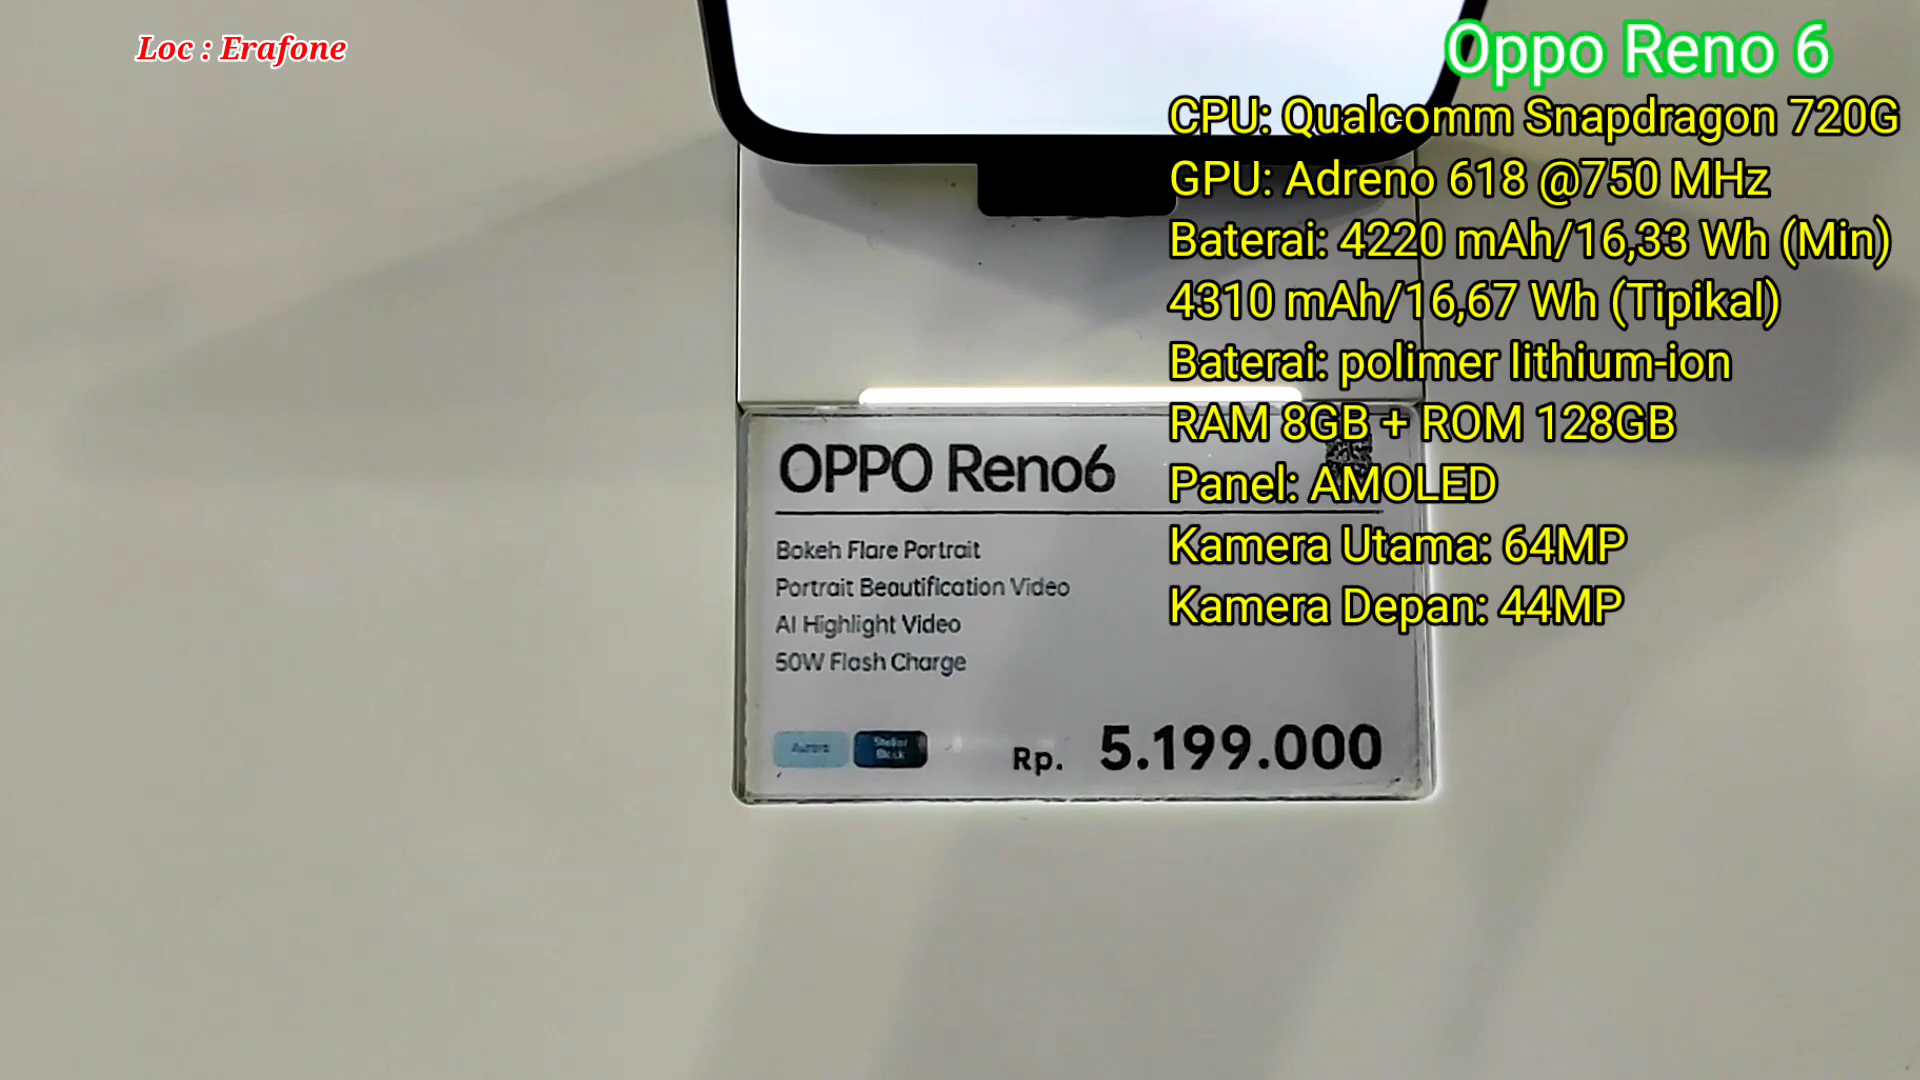 Loc : Erafone
Oppo Reno 6
CPU: Qualcomm Snapdragon 720G
GPU: Adreno 618 @750 MHz
Baterai: 4220 mAh/16,33 Wh (Min)
4310 mAh/16,67 Wh (Tipikal)
Baterai: polimer lithium-ion
RAM 8GB + ROM 128GB
Panel: AMOLED
Kamera Utama: 64MP
Kamera Depan: 44MP
OPPO Reno6
Bokeh Flare Portrait
Portrait Beautification Video
AI Highlight Video
50W Flash Charge
Aurora
Stellar
Black
Rp. 5.199.000